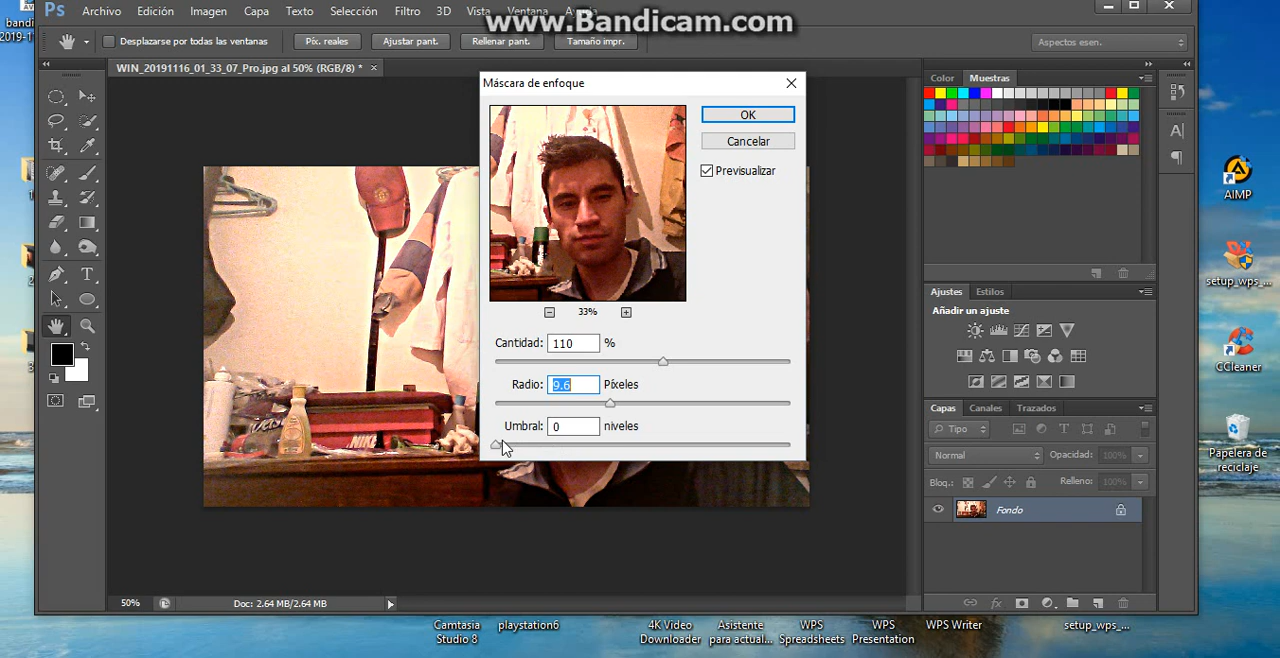 www.Bandicam.com
bandi
2019-1
Ps
Archivo Edición Imagen Capa Texto Selección Filtro 3D Vista Ventana Ayuda
Desplazarse por todas las ventanas Píx. reales Ajustar pant. Rellenar pant. Tamaño impr. Aspectos esen.
WIN_20191116_01_33_07_Pro.jpg al 50% (RGB/8) *
Máscara de enfoque
OK
Cancelar
Previsualizar
33%
Cantidad: 110 %
Radio: 9.6 Píxeles
Umbral: 0 niveles
NIKE
Color Muestras
Ajustes Estilos
Añadir un ajuste
Capas Canales Trazados
Tipo
Normal Opacidad: 100%
Bloq.: Relleno: 100%
Fondo
50% Doc: 2.64 MB/2.64 MB
AIMP
setup_wps_...
CCleaner
Papelera de
reciclaje
Camtasia
Studio 8
playstation6
4K Video
Downloader
Asistente
para actual...
WPS
Spreadsheets
WPS
Presentation
WPS Writer
setup_wps_...